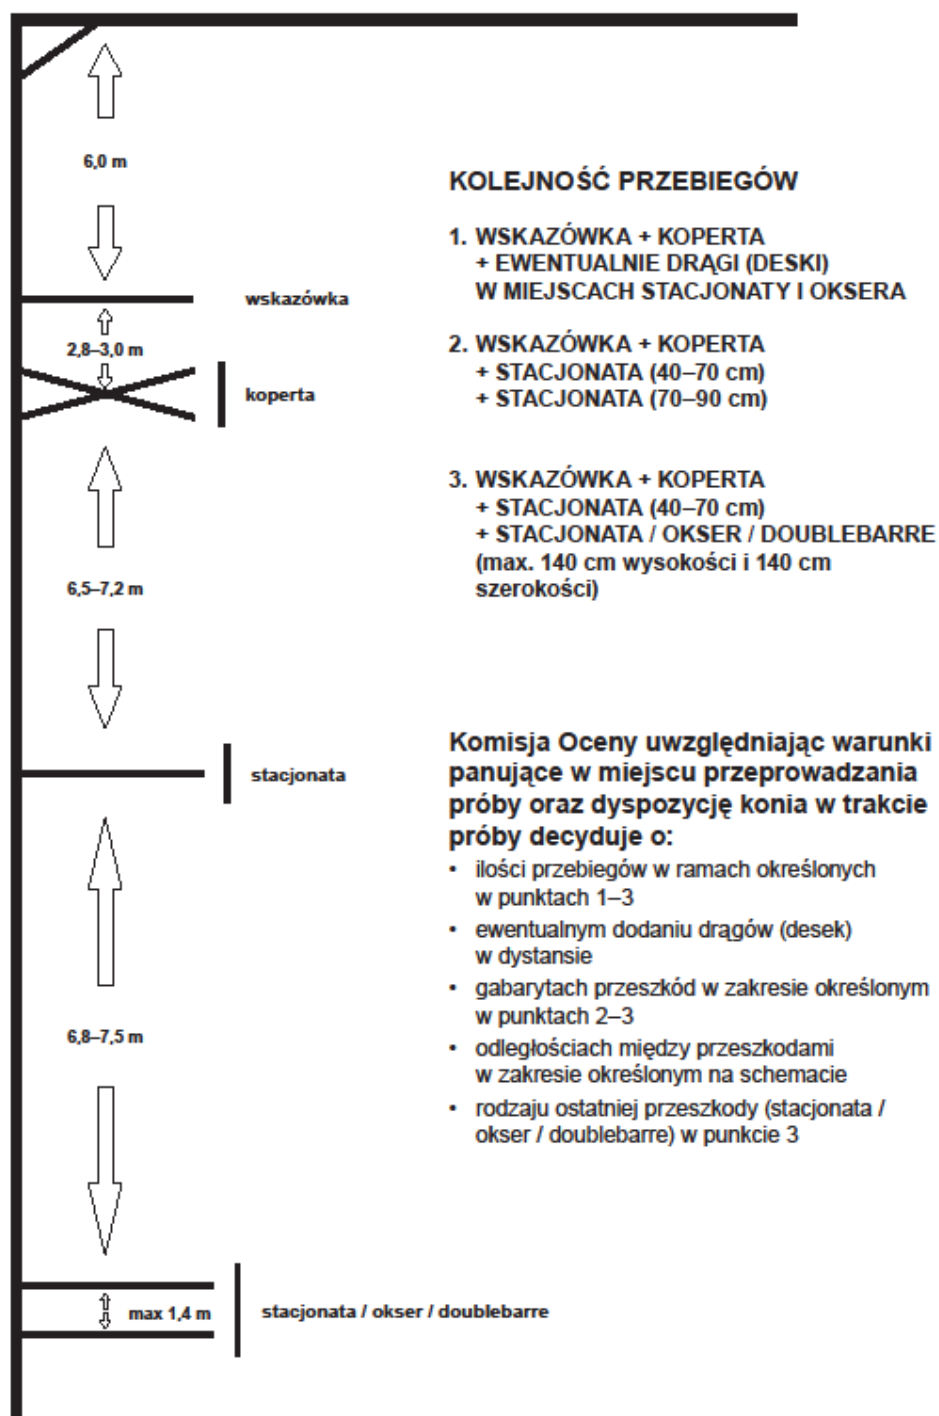 6,0 m
wskazówka
2,8–3,0 m
koperta
6,5–7,2 m
stacjonata
6,8–7,5 m
max 1,4 m
stacjonata / okser / doublebarre
KOLEJNOŚĆ PRZEBIEGÓW
1. WSKAZÓWKA + KOPERTA
+ EWENTUALNIE DRĄGI (DESKI)
W MIEJSCACH STACJONATY I OKSERA
2. WSKAZÓWKA + KOPERTA
+ STACJONATA (40–70 cm)
+ STACJONATA (70–90 cm)
3. WSKAZÓWKA + KOPERTA
+ STACJONATA (40–70 cm)
+ STACJONATA / OKSER / DOUBLEBARRE
(max. 140 cm wysokości i 140 cm
szerokości)
Komisja Oceny uwzględniając warunki
panujące w miejscu przeprowadzania
próby oraz dyspozycję konia w trakcie
próby decyduje o:
• ilości przebiegów w ramach określonych
w punktach 1–3
• ewentualnym dodaniu drągów (desek)
w dystansie
• gabarytach przeszkód w zakresie określonym
w punktach 2–3
• odległościach między przeszkodami
w zakresie określonym na schemacie
• rodzaju ostatniej przeszkody (stacjonata /
okser / doublebarre) w punkcie 3